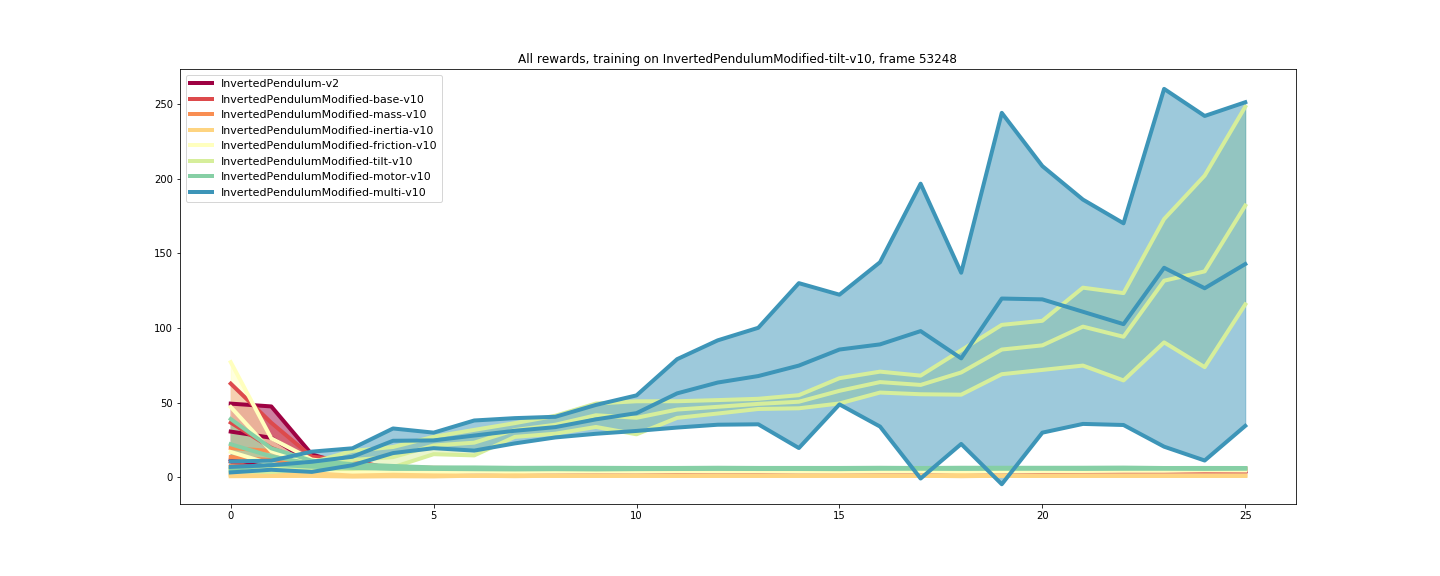 All rewards, training on InvertedPendulumModified-tilt-v10, frame 53248
InvertedPendulum-v2
InvertedPendulumModified-base-v10
InvertedPendulumModified-mass-v10
InvertedPendulumModified-inertia-v10
InvertedPendulumModified-friction-v10
InvertedPendulumModified-tilt-v10
InvertedPendulumModified-motor-v10
InvertedPendulumModified-multi-v10
250
200
150
100
50
0
0 5 10 15 20 25